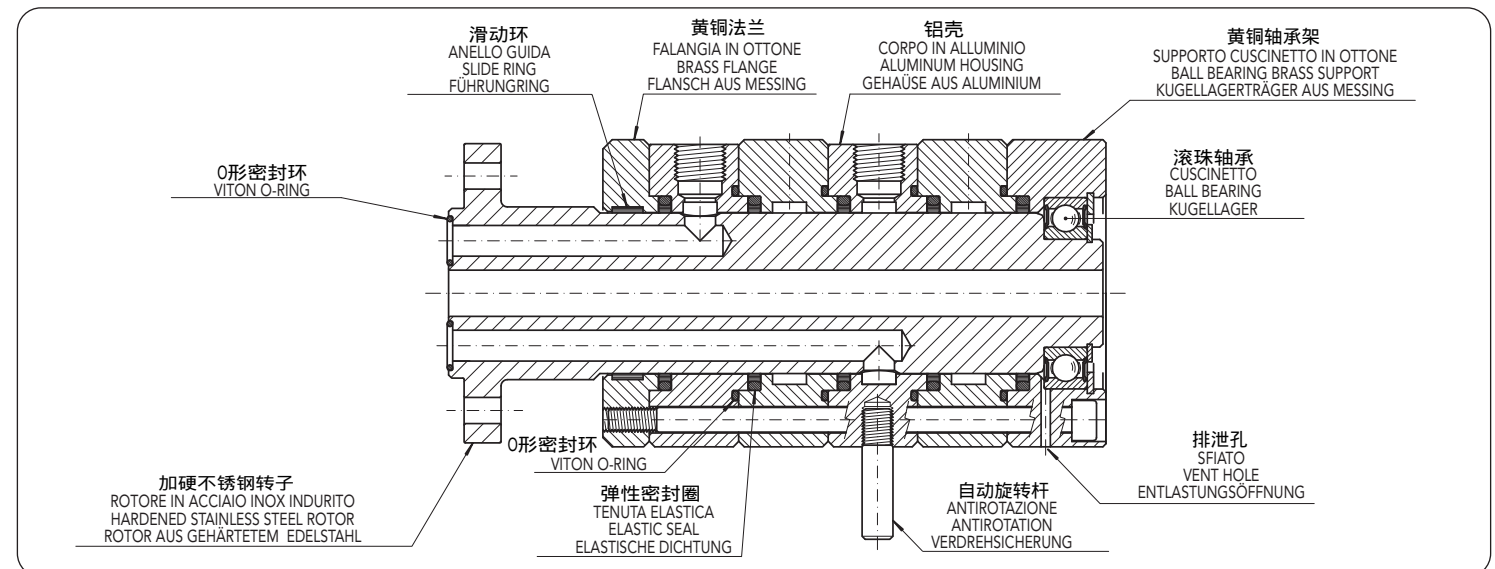 滑动环
ANELLO GUIDA
SLIDE RING
FÜHRUNGRING
黄铜法兰
FALANGIA IN OTTONE
BRASS FLANGE
FLANSCH AUS MESSING
铝壳
CORPO IN ALLUMINIO
ALUMINUM HOUSING
GEHAÜSE AUS ALUMINIUM
黄铜轴承架
SUPPORTO CUSCINETTO IN OTTONE
BALL BEARING BRASS SUPPORT
KUGELLAGERTRÄGER AUS MESSING
O形密封环
VITON O-RING
滚珠轴承
CUSCINETTO
BALL BEARING
KUGELLAGER
O形密封环
VITON O-RING
加硬不锈钢转子
ROTORE IN ACCIAIO INOX INDURITO
HARDENED STAINLESS STEEL ROTOR
ROTOR AUS GEHÄRTETEM EDELSTAHL
弹性密封圈
TENUTA ELASTICA
ELASTIC SEAL
ELASTISCHE DICHTUNG
自动旋转杆
ANTIROTAZIONE
ANTIROTATION
VERDREHSICHERUNG
排泄孔
SFIATO
VENT HOLE
ENTLASTUNGSÖFFNUNG